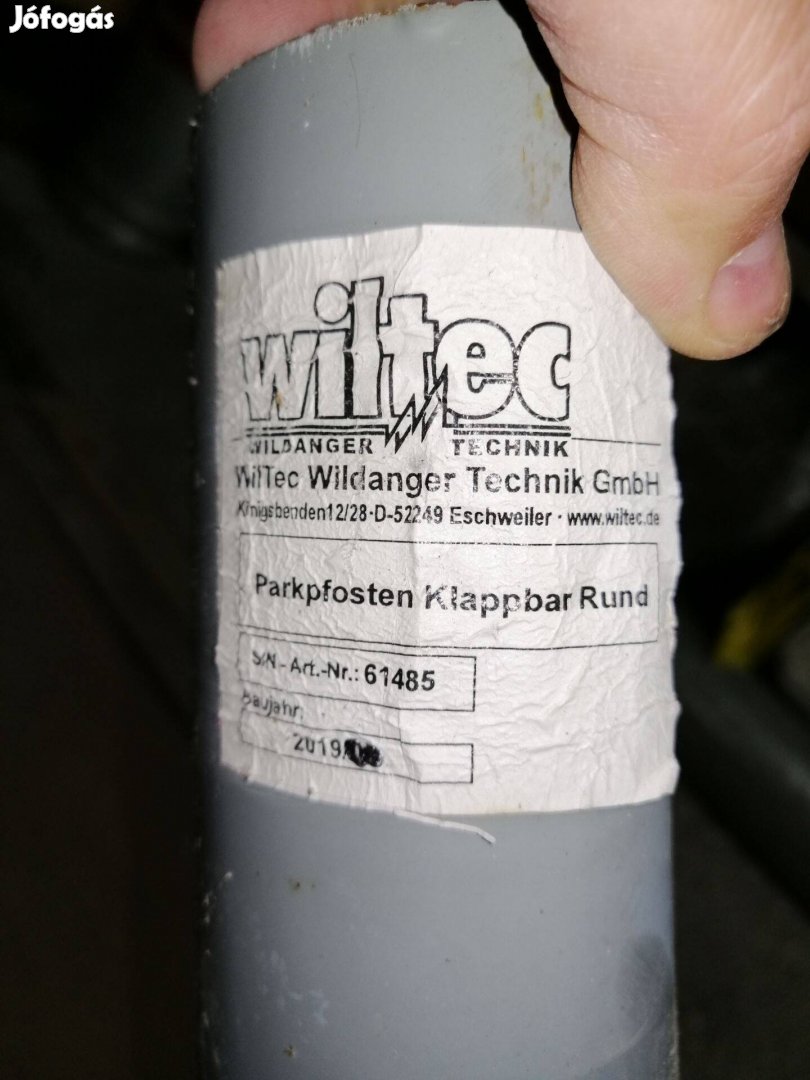 Jófogás
wiltec
WILDANGER TECHNIK
WilTec Wildanger Technik GmbH
Königsbenden12/28·D-52249 Eschweiler · www.wiltec.de
Parkpfosten Klappbar Rund
S/N - Art.-Nr.: 61485
Baujahr:
2019/